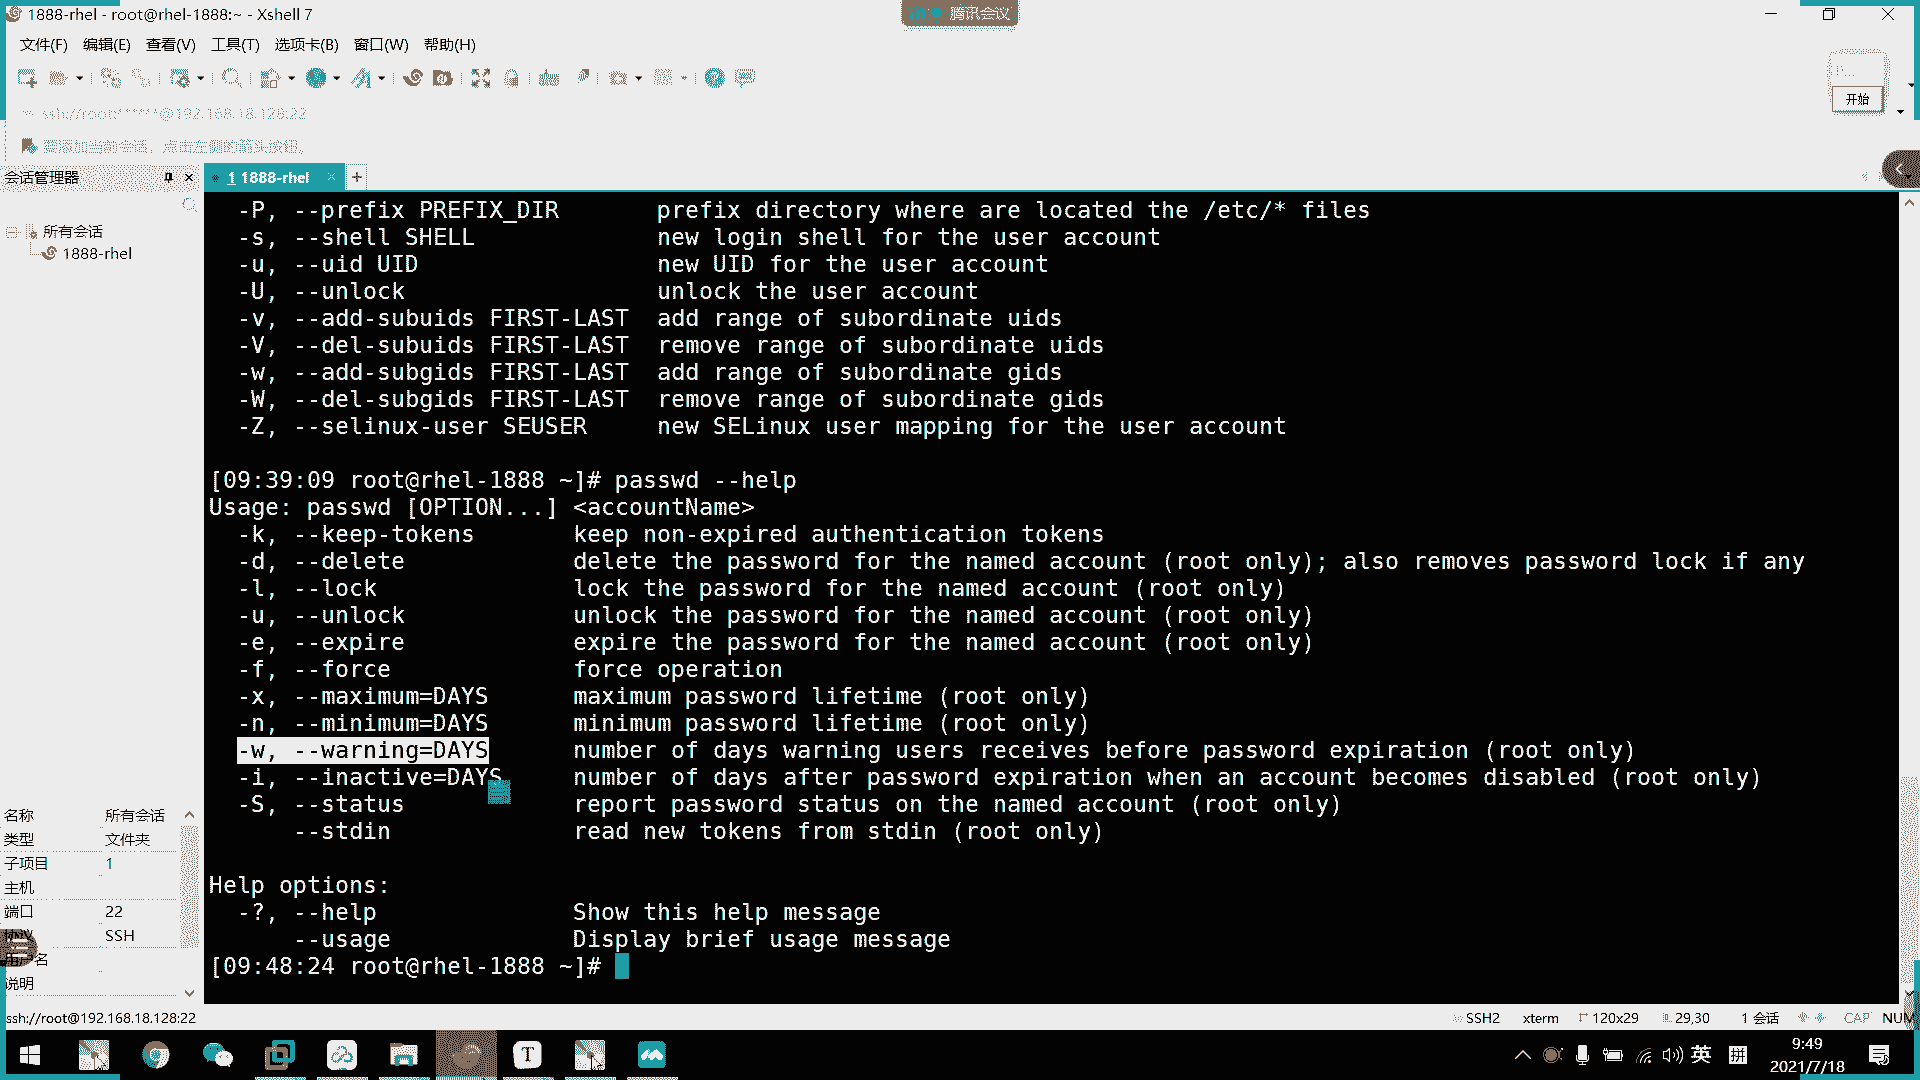 1888-rhel - root@rhel-1888:~ - Xshell 7
腾讯会议
文件(F) 编辑(E) 查看(V) 工具(T) 选项卡(B) 窗口(W) 帮助(H)
开始
ssh://root:******@192.168.18.128:22
要添加当前会话，点击左侧的箭头按钮。
会话管理器
1 1888-rhel
所有会话
1888-rhel
-P, --prefix PREFIX_DIR prefix directory where are located the /etc/* files
-s, --shell SHELL new login shell for the user account
-u, --uid UID new UID for the user account
-U, --unlock unlock the user account
-v, --add-subuids FIRST-LAST add range of subordinate uids
-V, --del-subuids FIRST-LAST remove range of subordinate uids
-w, --add-subgids FIRST-LAST add range of subordinate gids
-W, --del-subgids FIRST-LAST remove range of subordinate gids
-Z, --selinux-user SEUSER new SELinux user mapping for the user account
[09:39:09 root@rhel-1888 ~]# passwd --help
Usage: passwd [OPTION...] <accountName>
-k, --keep-tokens keep non-expired authentication tokens
-d, --delete delete the password for the named account (root only); also removes password lock if any
-l, --lock lock the password for the named account (root only)
-u, --unlock unlock the password for the named account (root only)
-e, --expire expire the password for the named account (root only)
-f, --force force operation
-x, --maximum=DAYS maximum password lifetime (root only)
-n, --minimum=DAYS minimum password lifetime (root only)
-w, --warning=DAYS number of days warning users receives before password expiration (root only)
-i, --inactive=DAYS number of days after password expiration when an account becomes disabled (root only)
-S, --status report password status on the named account (root only)
--stdin read new tokens from stdin (root only)
Help options:
-?, --help Show this help message
--usage Display brief usage message
[09:48:24 root@rhel-1888 ~]#
名称 所有会话
类型 文件夹
子项目 1
主机
端口 22
协议 SSH
用户名
说明
ssh://root@192.168.18.128:22
SSH2 xterm 120x29 29,30 1 会话 CAP NUM
英 拼
9:49
2021/7/18